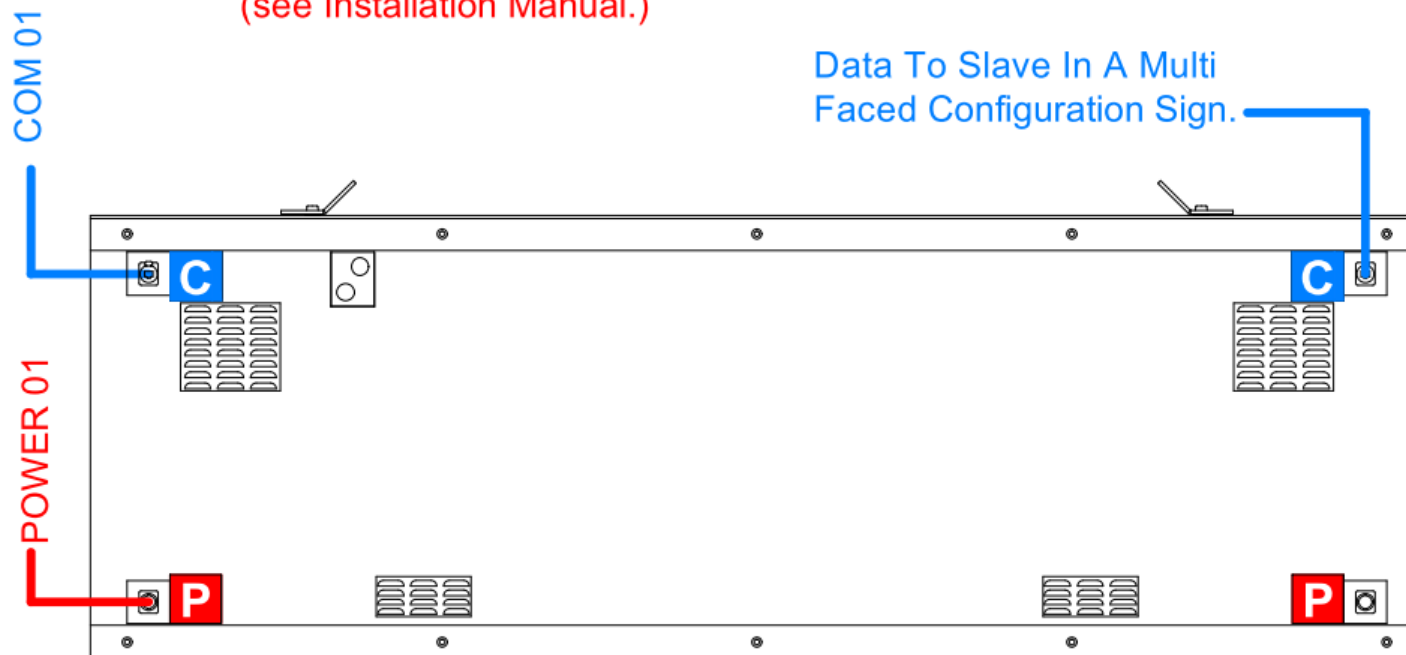 (see Installation Manual.)
COM 01
Data To Slave In A Multi
Faced Configuration Sign.
C
C
POWER 01
P
P